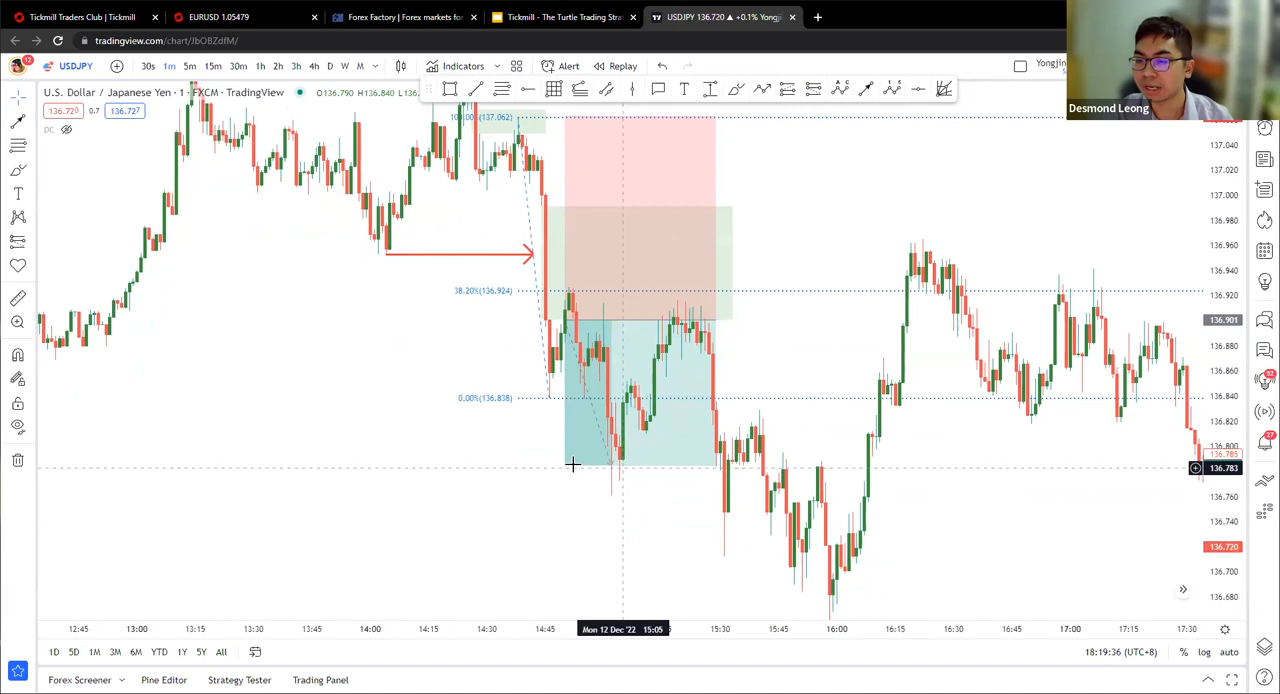 Tickmill Traders Club | Tickmill
EURUSD 1.05479
Forex Factory | Forex markets for
Tickmill - The Turtle Trading Stra
USDJPY 136.720 ▲ +0.1% Yongji
tradingview.com/chart/JbOBZdfM/
12
USDJPY
30s 1m 5m 15m 30m 1h 2h 3h 4h D W M
Indicators
Alert
Replay
Yongjin
Desmond Leong
U.S. Dollar / Japanese Yen · 1 · FXCM · TradingView
O136.790 H136.840 L136.
136.720 0.7 136.727
DC
(137.062)
38.20%(136.924)
0.00%(136.838)
137.040
137.020
137.000
136.980
136.960
136.940
136.920
136.901
136.880
136.860
136.840
136.820
136.800
136.785
136.783
136.760
136.740
136.720
136.700
136.680
52
27
12:45 13:00 13:15 13:30 13:45 14:00 14:15 14:30 14:45 Mon 12 Dec '22 15:05 15:30 15:45 16:00 16:15 16:30 16:45 17:00 17:15 17:30
1D 5D 1M 3M 6M YTD 1Y 5Y All
18:19:36 (UTC+8) % log auto
Forex Screener Pine Editor Strategy Tester Trading Panel